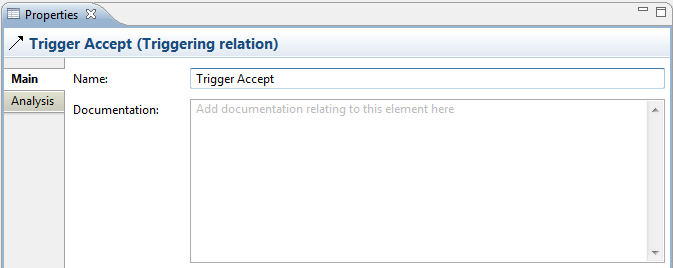 Properties
Trigger Accept (Triggering relation)
Main
Name:
Trigger Accept
Analysis
Documentation:
Add documentation relating to this element here